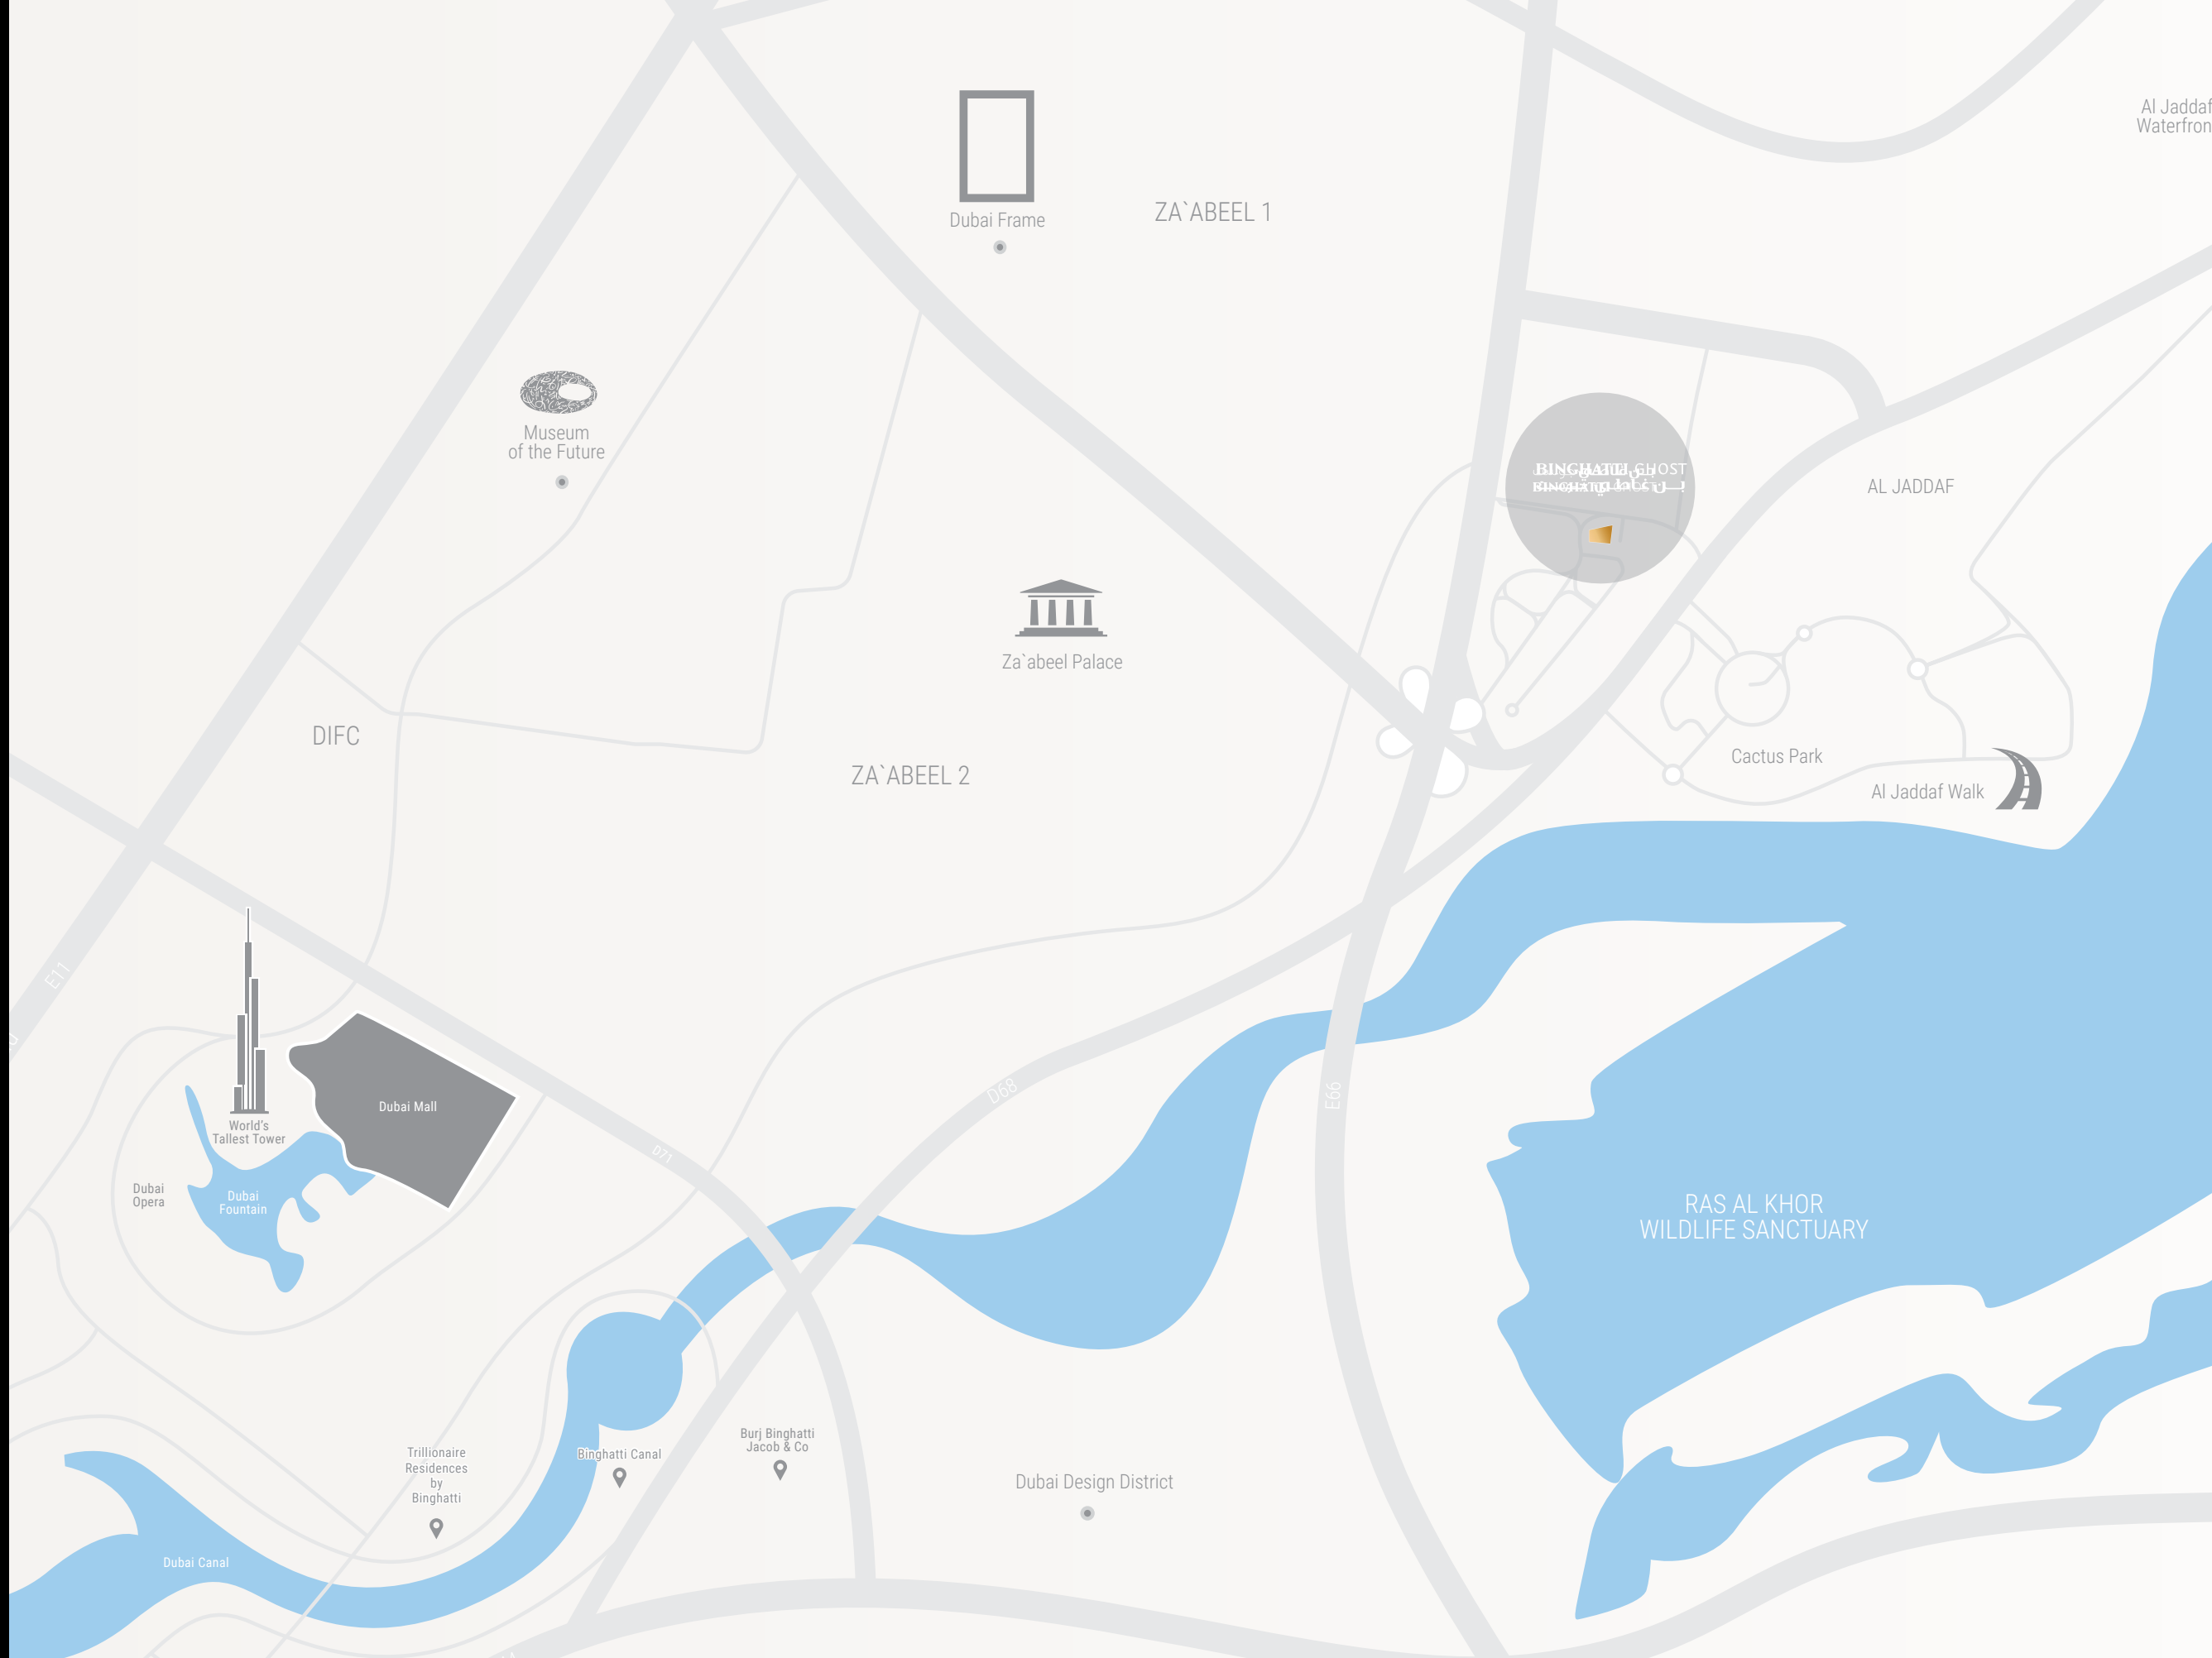 Al Jaddaf
Waterfron
Dubai Frame
ZA`ABEEL 1
Museum
of the Future
BINGHATTI GHOST
AL JADDAF
Za`abeel Palace
DIFC
ZA`ABEEL 2
Cactus Park
Al Jaddaf Walk
E11
Dubai Mall
World's
Tallest Tower
D68
E66
D71
Dubai
Opera
Dubai
Fountain
RAS AL KHOR
WILDLIFE SANCTUARY
Trillionaire
Residences
by
Binghatti
Binghatti Canal
Burj Binghatti
Jacob & Co
Dubai Design District
Dubai Canal